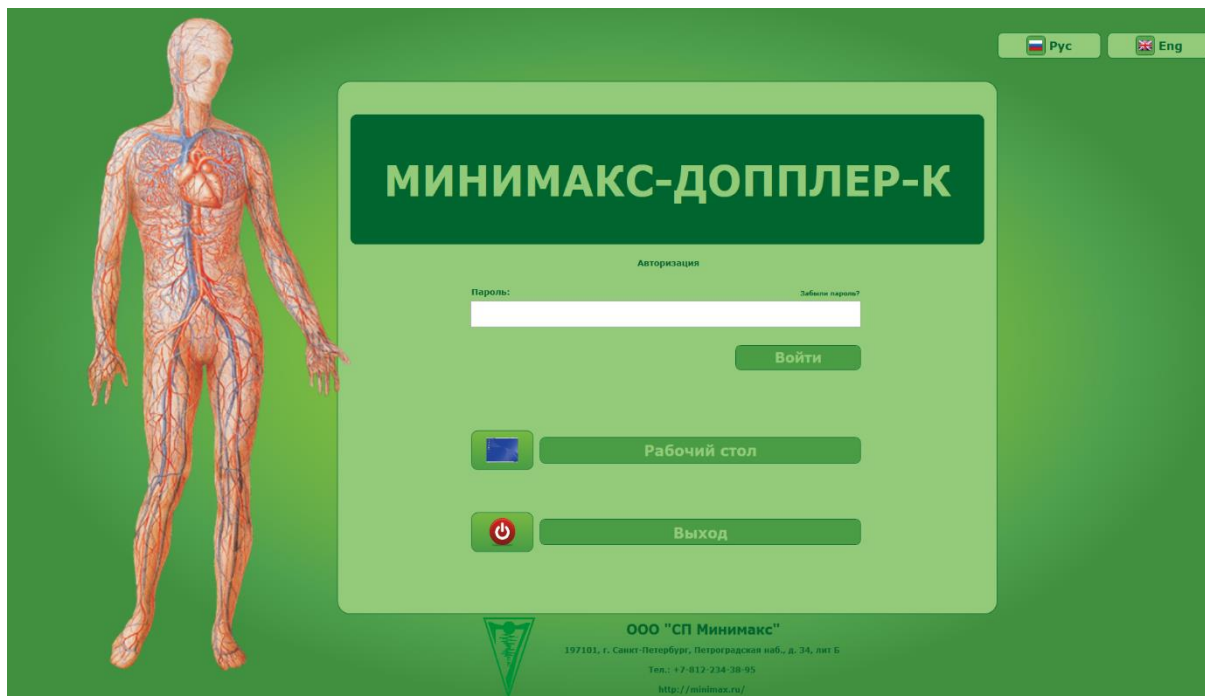 Рус
Eng
МИНИМАКС-ДОППЛЕР-К
Авторизация
Пароль:
Забыли пароль?
Войти
Рабочий стол
Выход
ООО "СП Минимакс"
197101, г. Санкт-Петербург, Петроградская наб., д. 34, лит Б
Тел.: +7-812-234-38-95
http://minimax.ru/